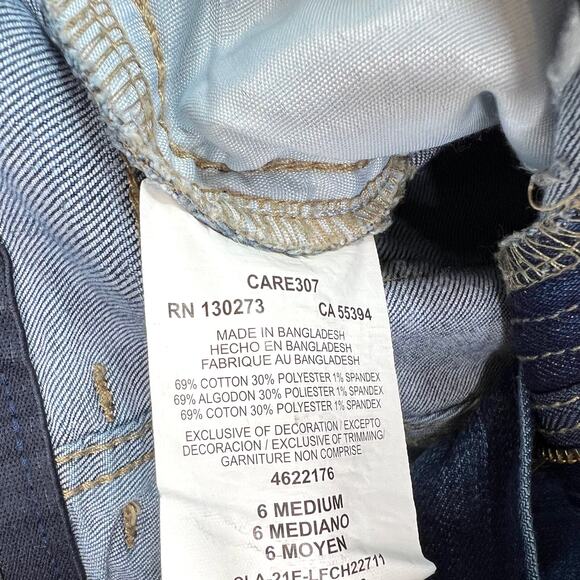 CARE307
RN 130273 CA 55394
MADE IN BANGLADESH
HECHO EN BANGLADESH
FABRIQUE AU BANGLADESH
69% COTTON 30% POLYESTER 1% SPANDEX
69% ALGODON 30% POLIESTER 1% SPANDEX
69% COTON 30% POLYESTER 1% SPANDEX
EXCLUSIVE OF DECORATION / EXCEPTO
DECORACION / EXCLUSIVE OF TRIMMING/
GARNITURE NON COMPRISE
4622176
6 MEDIUM
6 MEDIANO
6 MOYEN